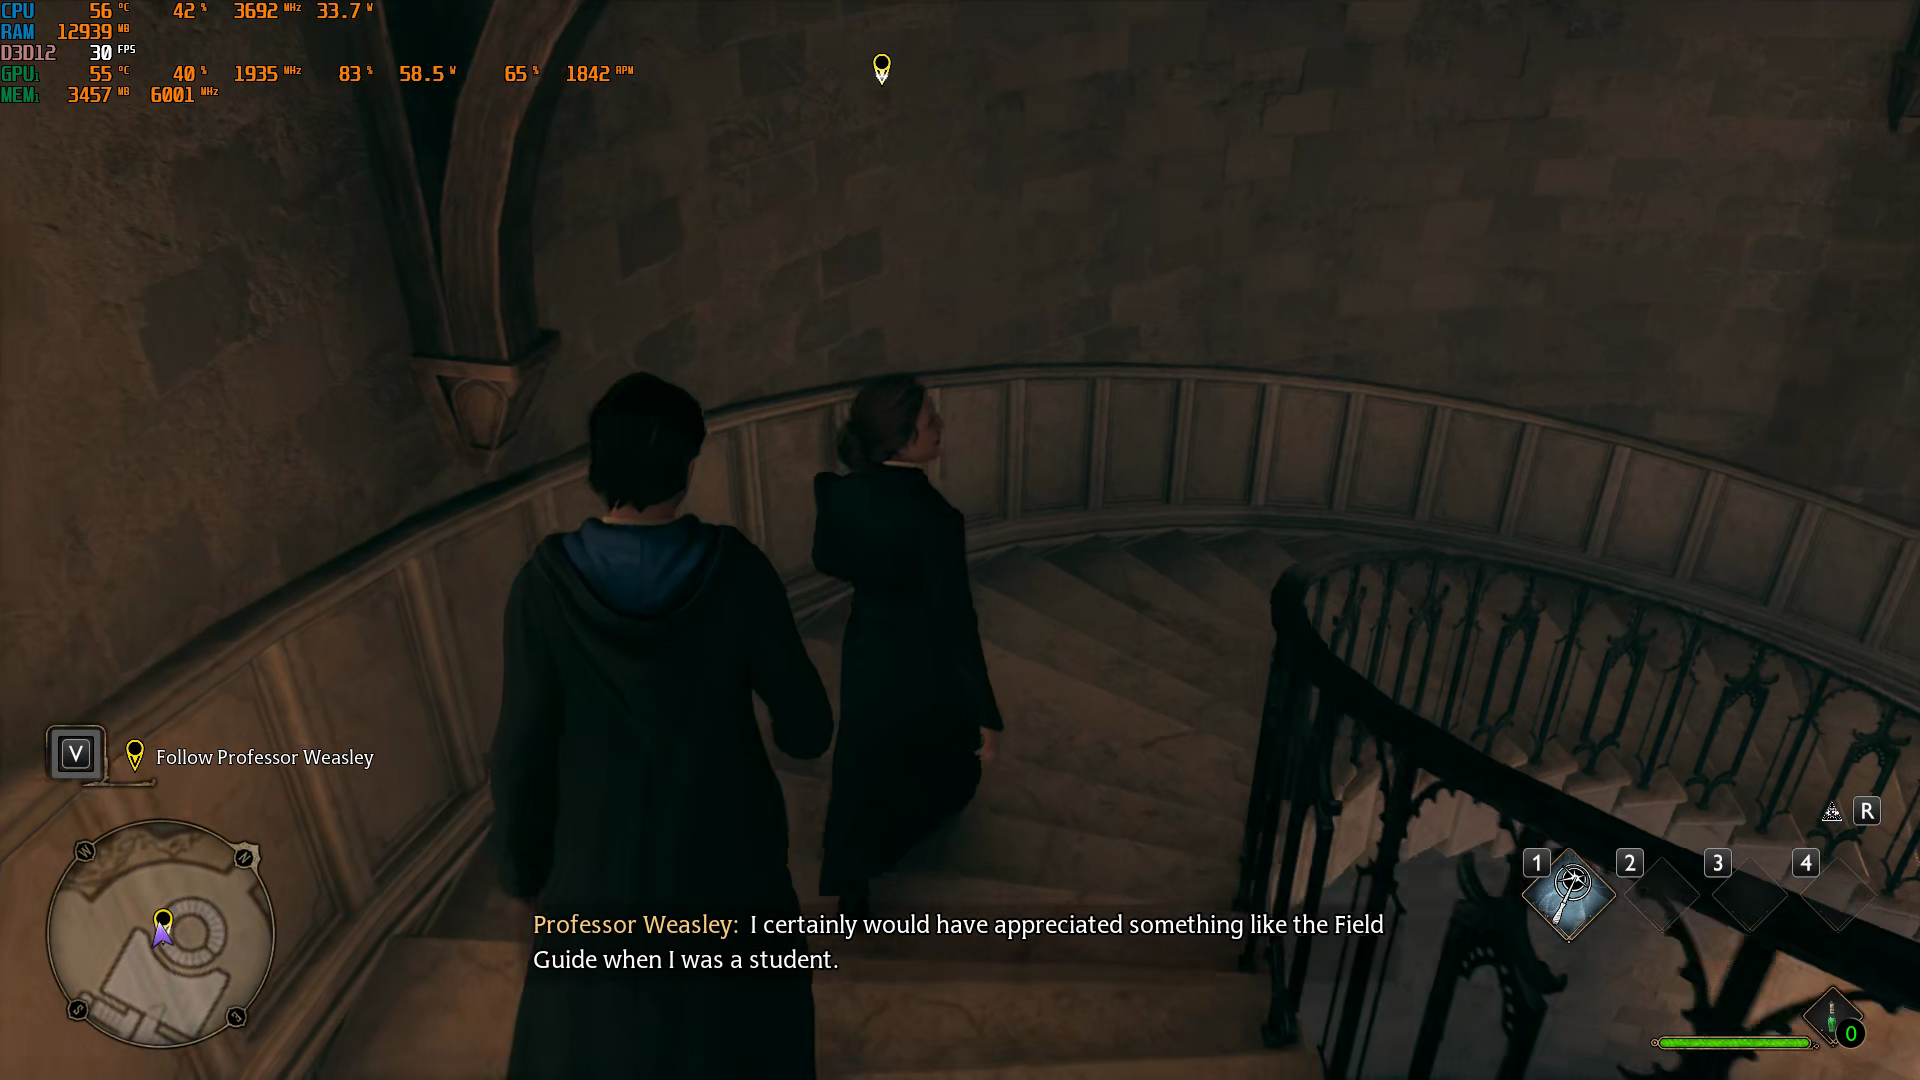 CPU 56 °C 42 % 3692 MHz 33.7 W
RAM 12939 MB
D3D12 30 FPS
GPU1 55 °C 40 % 1935 MHz 83 % 58.5 W 65 % 1842 RPM
MEM1 3457 MB 6001 MHz
V Follow Professor Weasley
W N
S E
R
1 2 3 4
Professor Weasley: I certainly would have appreciated something like the Field
Guide when I was a student.
0